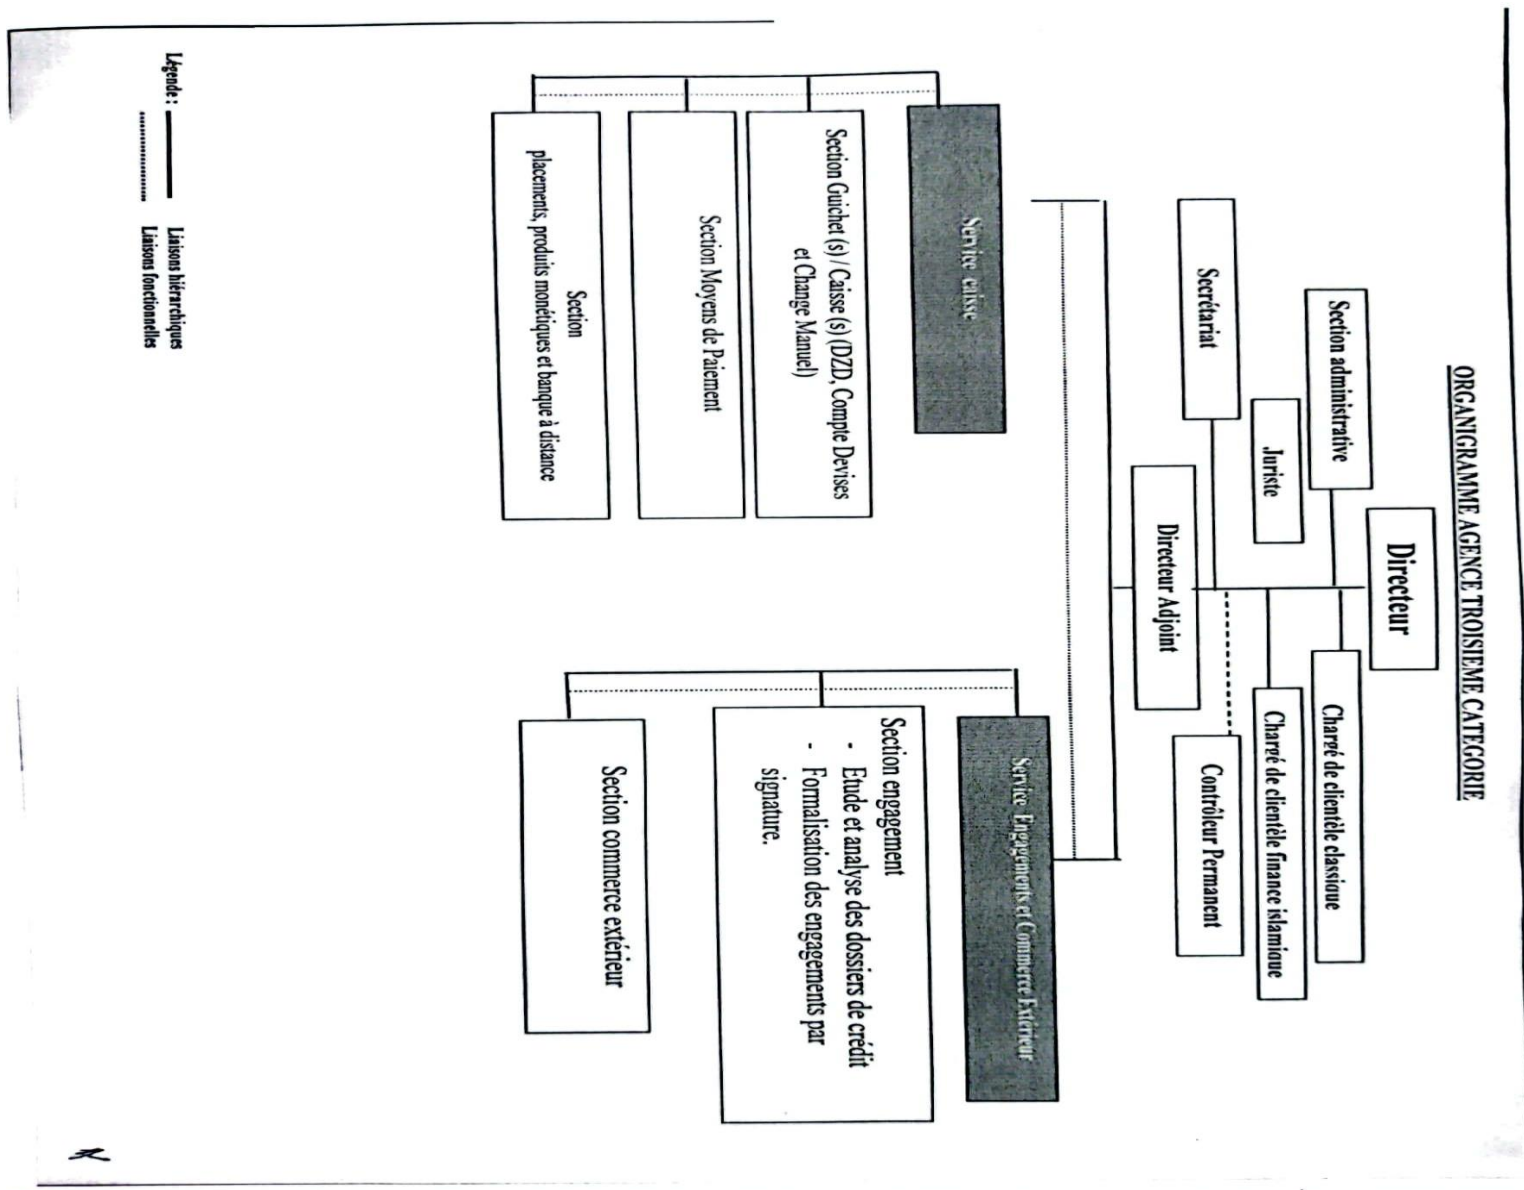 ORGANIGRAMME AGENCE TROISIEME CATEGORIE
Directeur
Section administrative
Chargé de clientèle classique
Juriste
Chargé de clientèle finance islamique
Secrétariat
Contrôleur Permanent
Directeur Adjoint
Service caisse
Service Engagements et Commerce Extérieur
Section Guichet (s) / Caisse (s) (DZD, Compte Devises
et Change Manuel)
Section Moyens de Paiement
Section
placements, produits monétiques et banque à distance
Section engagement
- Etude et analyse des dossiers de crédit
- Formalisation des engagements par
signature.
Section commerce extérieur
Légende :
Liaisons hiérarchiques
Liaisons fonctionnelles